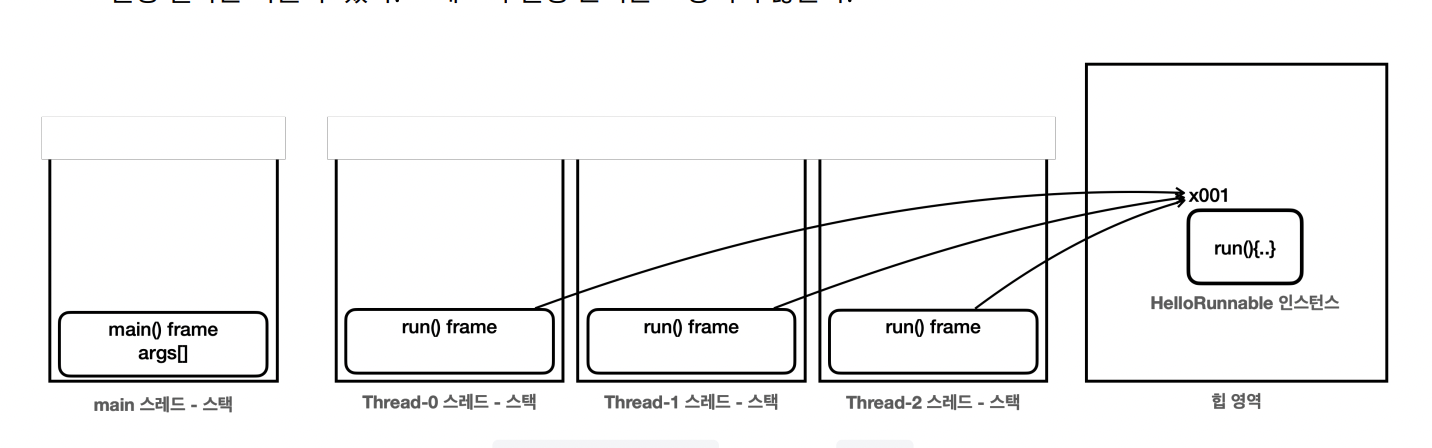 x001
run(){..}
HelloRunnable 인스턴스
main() frame
args[]
run() frame
run() frame
run() frame
main 스레드 - 스택
Thread-0 스레드 - 스택
Thread-1 스레드 - 스택
Thread-2 스레드 - 스택
힙 영역